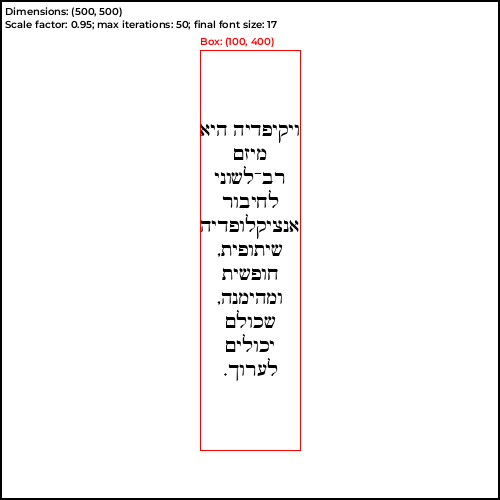 Dimensions: (500, 500)
Scale factor: 0.95; max iterations: 50; final font size: 17
Box: (100, 400)
ויקיפדיה היא
מיזם
רב־לשוני
לחיבור
אנציקלופדיה
שיתופית,
חופשית
ומהימנה,
שכולם
יכולים
לערוך.